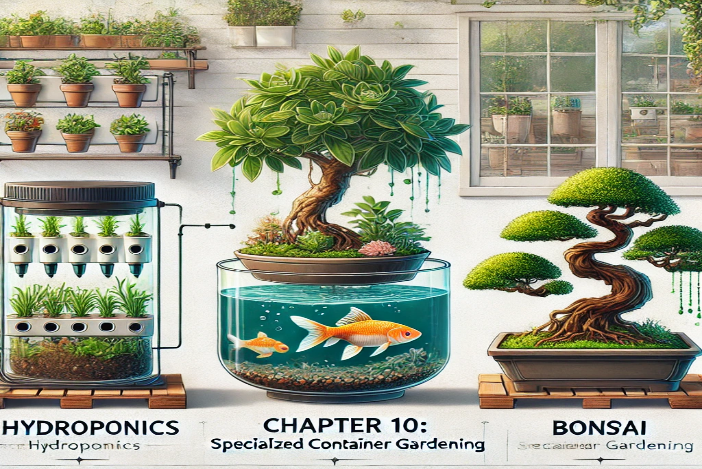 HYDROPONICS
Hydroponics
CHAPTER 10:
Specialized Container Gardening
BONSAI
Gardening